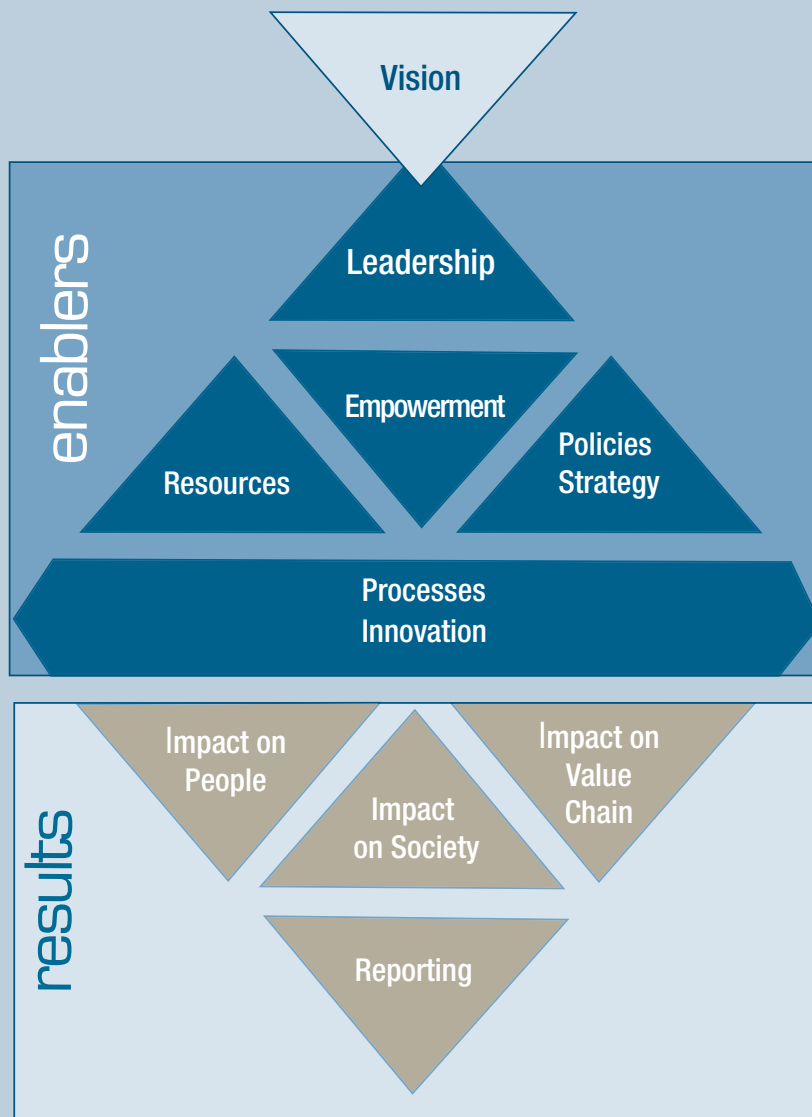 Vision
enablers
Leadership
Empowerment
Resources
Policies
Strategy
Processes
Innovation
results
Impact on
People
Impact on
Value
Chain
Impact
on Society
Reporting